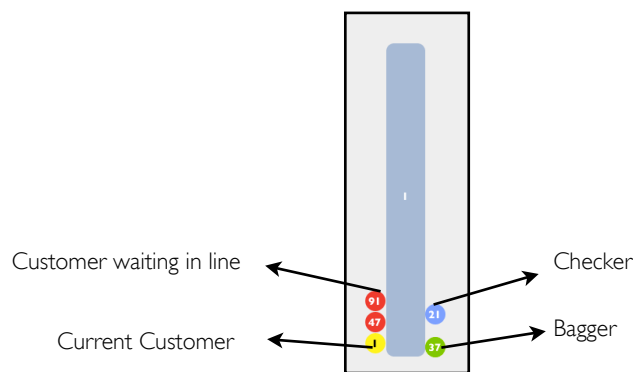 1
Customer waiting in line
Checker
91
21
47
Bagger
Current Customer
1
37